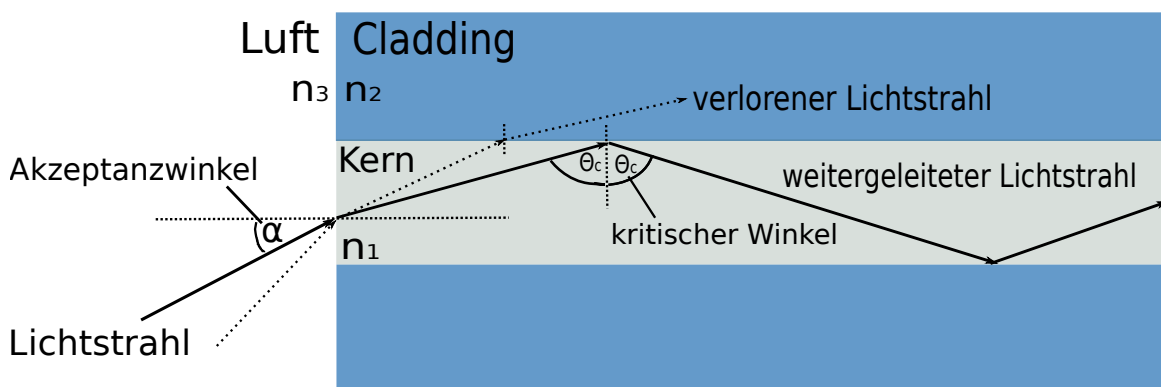 Luft Cladding
n₃ n₂
verlorener Lichtstrahl
Kern
Θc Θc
Akzeptanzwinkel
weitergeleiteter Lichtstrahl
α
kritischer Winkel
n₁
Lichtstrahl